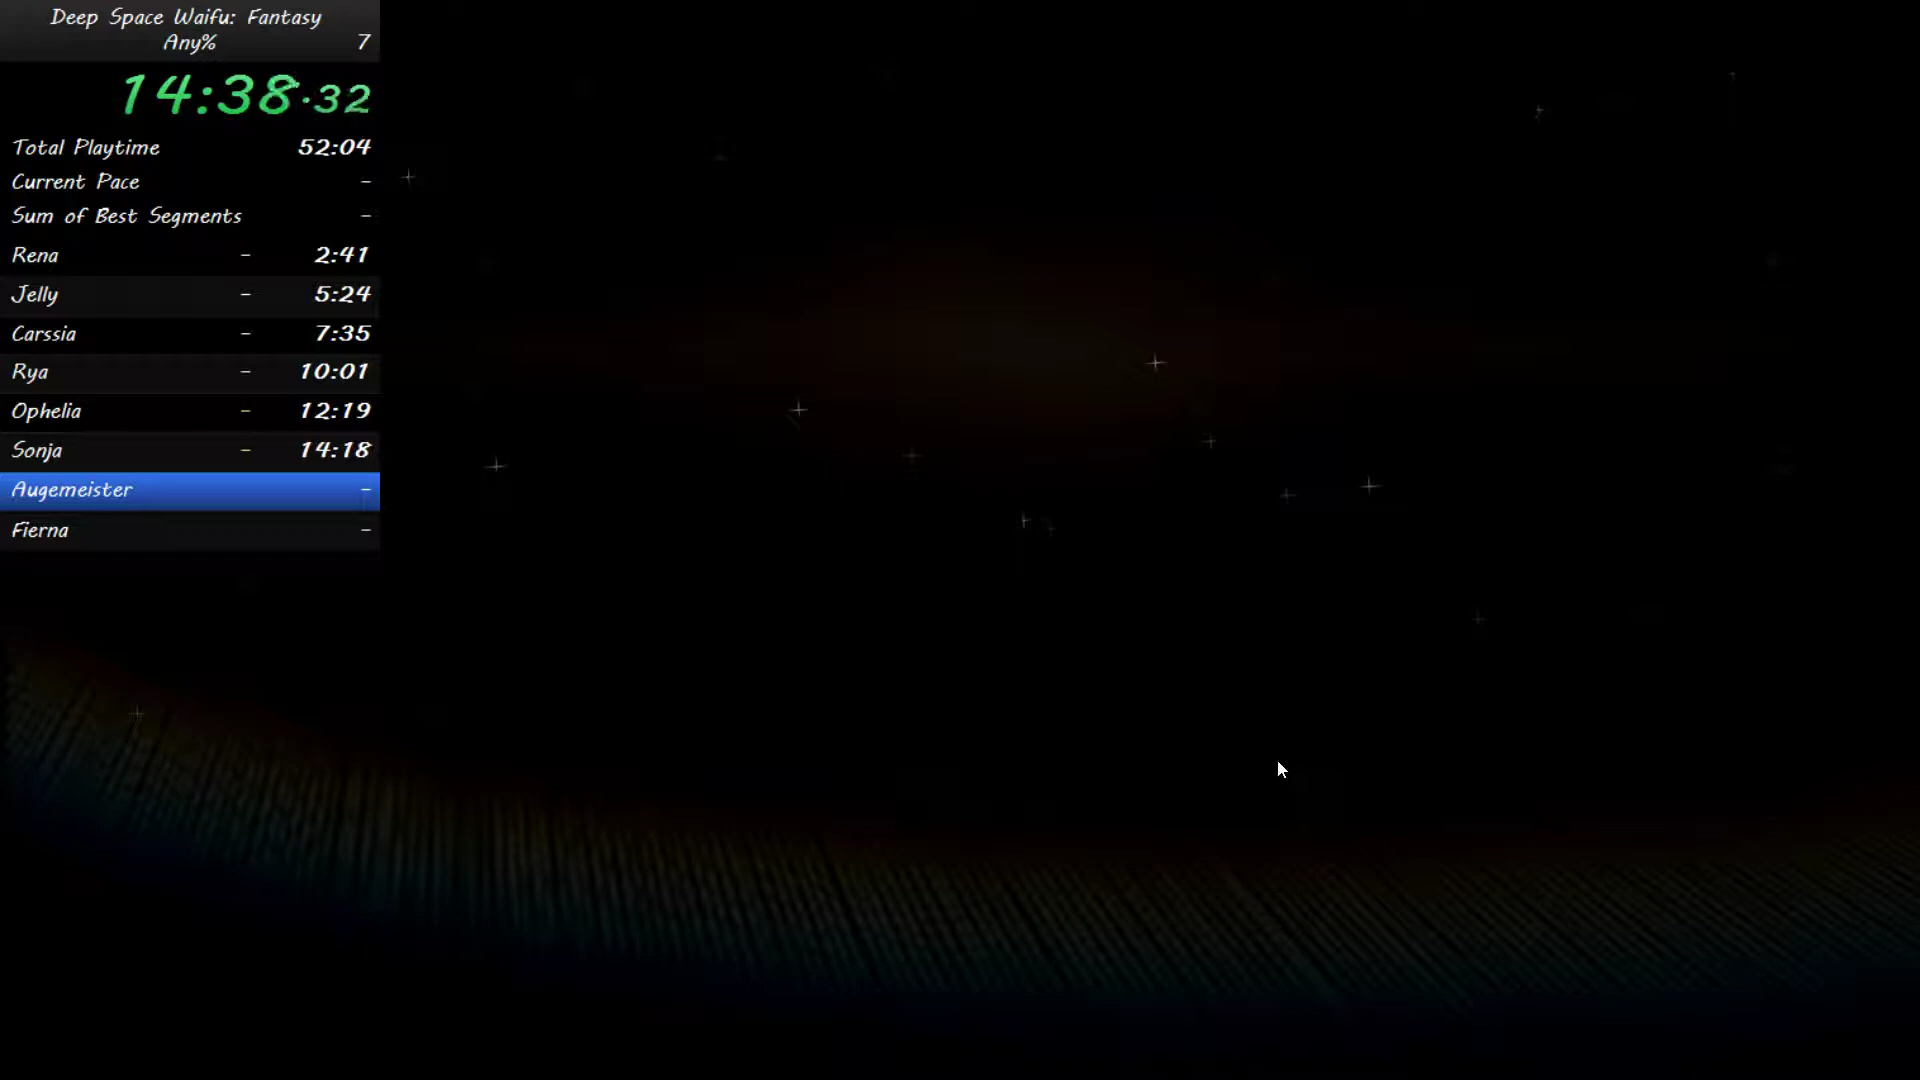 Deep Space Waifu: Fantasy
Any% 7
14:38.32
Total Playtime 52:04
Current Pace -
Sum of Best Segments -
Rena - 2:41
Jelly - 5:24
Carssia - 7:35
Rya - 10:01
Ophelia - 12:19
Sonja - 14:18
Augemeister -
Fierna -